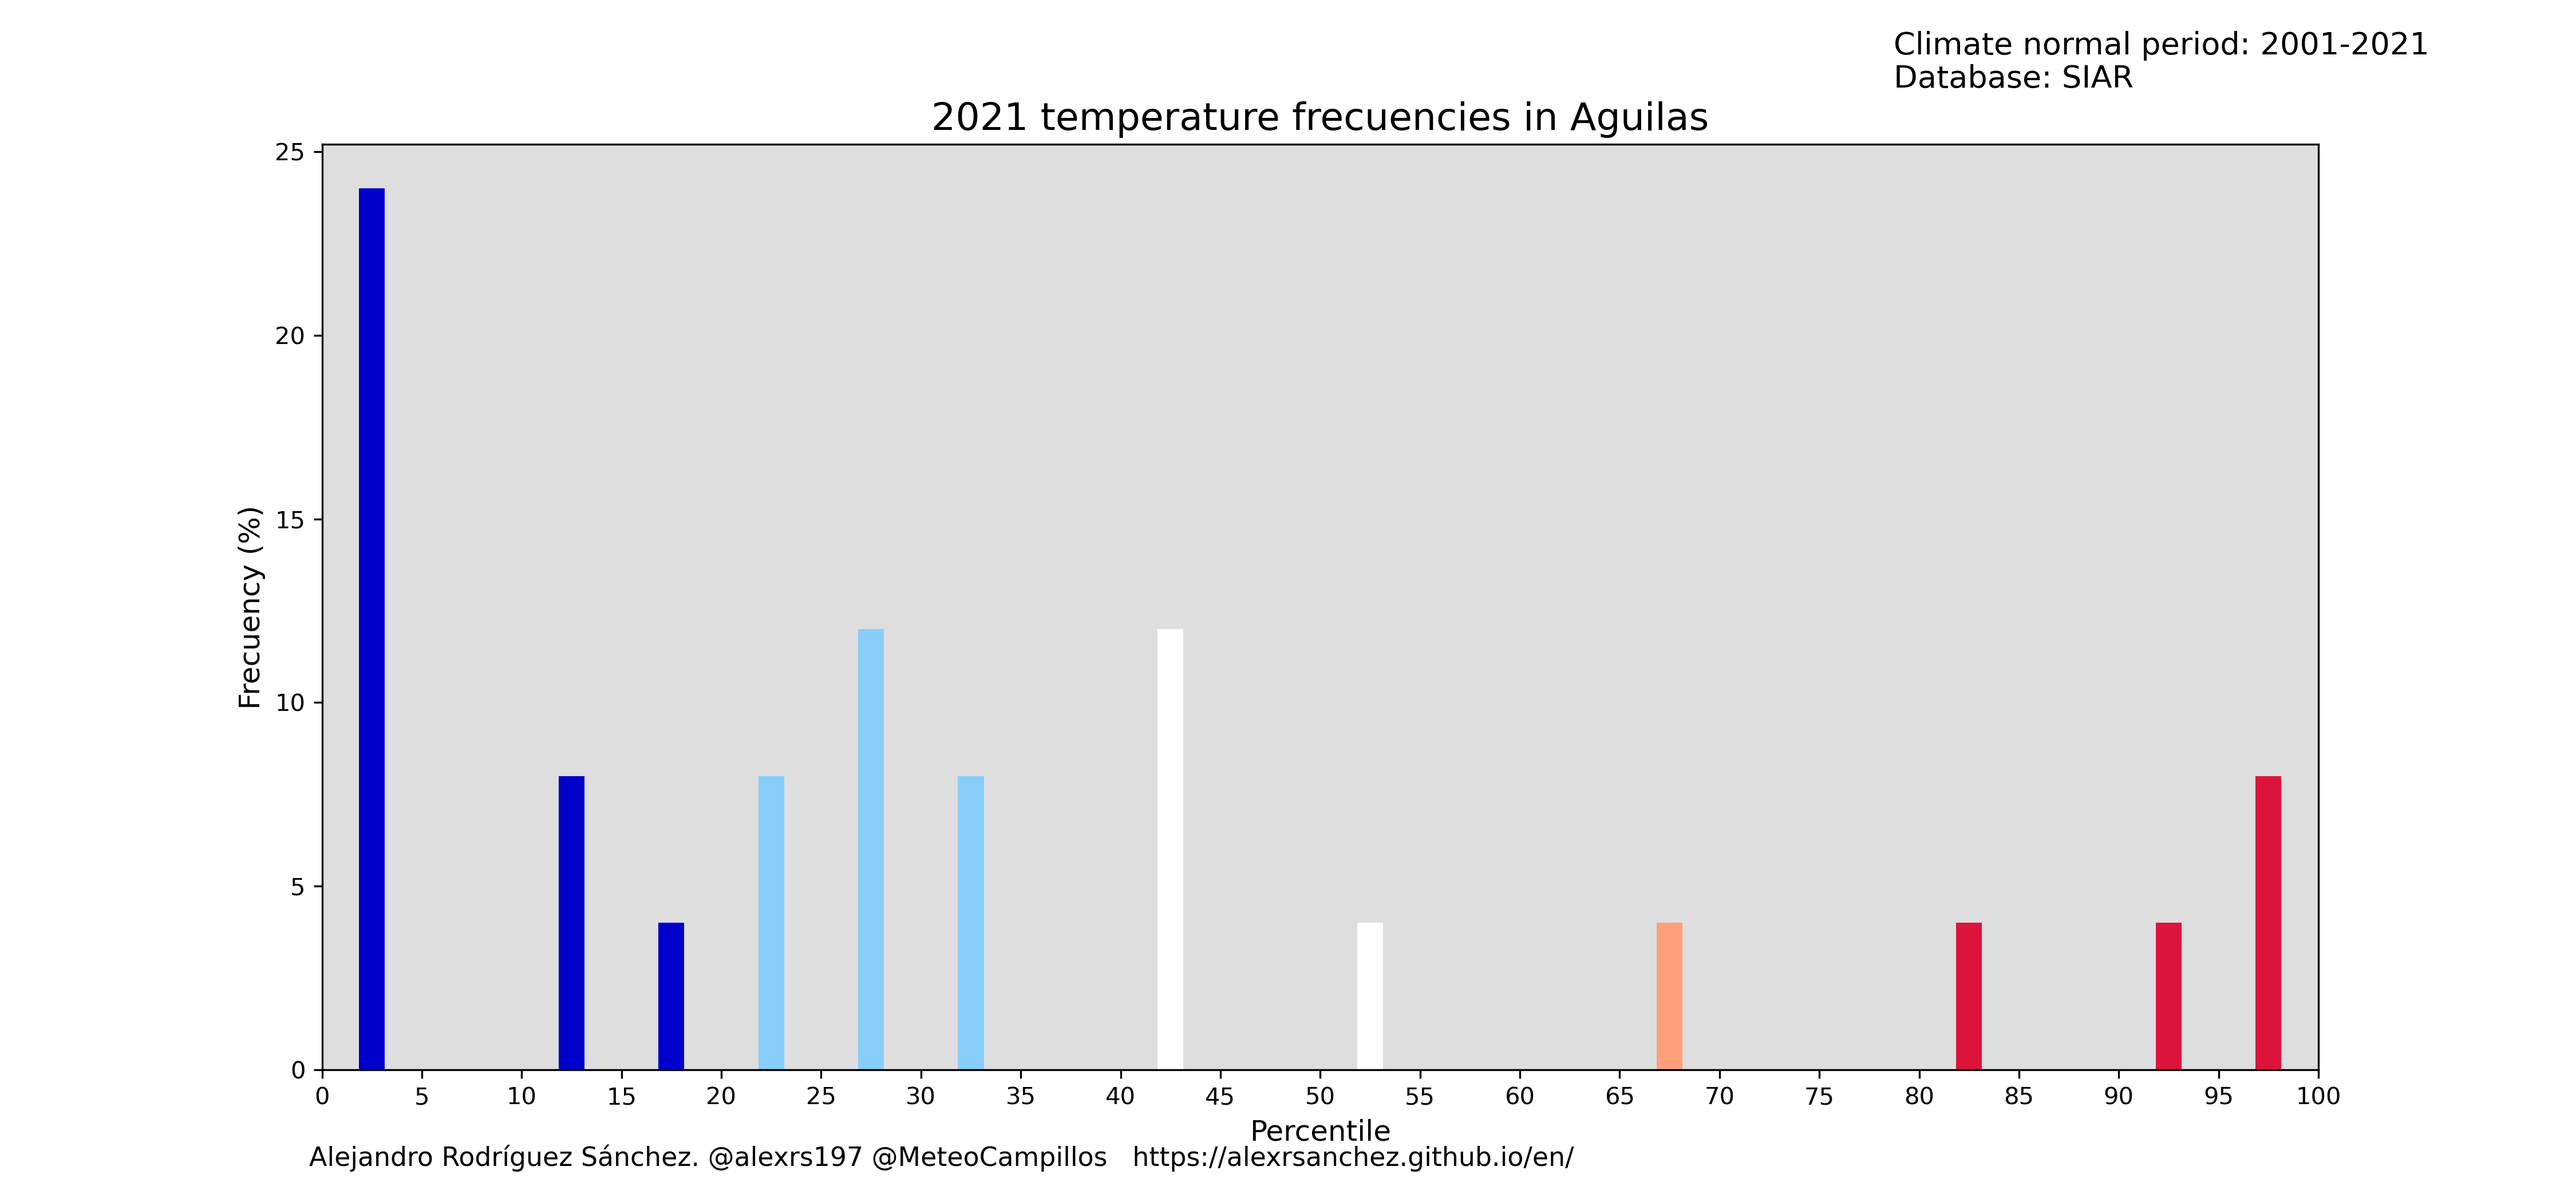 Climate normal period: 2001-2021
Database: SIAR
2021 temperature frecuencies in Aguilas
Frecuency (%)
25
20
15
10
5
0
0 5 10 15 20 25 30 35 40 45 50 55 60 65 70 75 80 85 90 95 100
Percentile
Alejandro Rodríguez Sánchez. @alexrs197 @MeteoCampillos https://alexrsanchez.github.io/en/